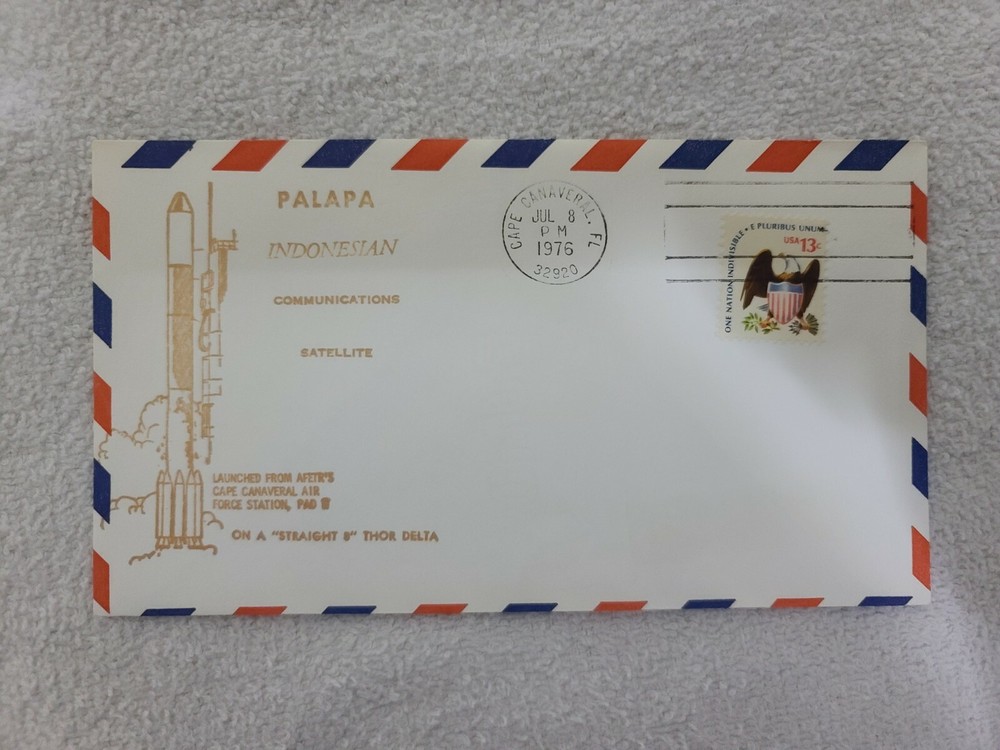 PALAPA
INDONESIAN
COMMUNICATIONS
SATELLITE
LAUNCHED FROM AFETR'S
CAPE CANAVERAL AIR
FORCE STATION, PAD
ON A "STRAIGHT 8" THOR DELTA
CAPE CANAVERAL, FL
JUL 8
PM
1976
32920
ONE NATION INDIVISIBLE • E PLURIBUS UNUM
USA 13c